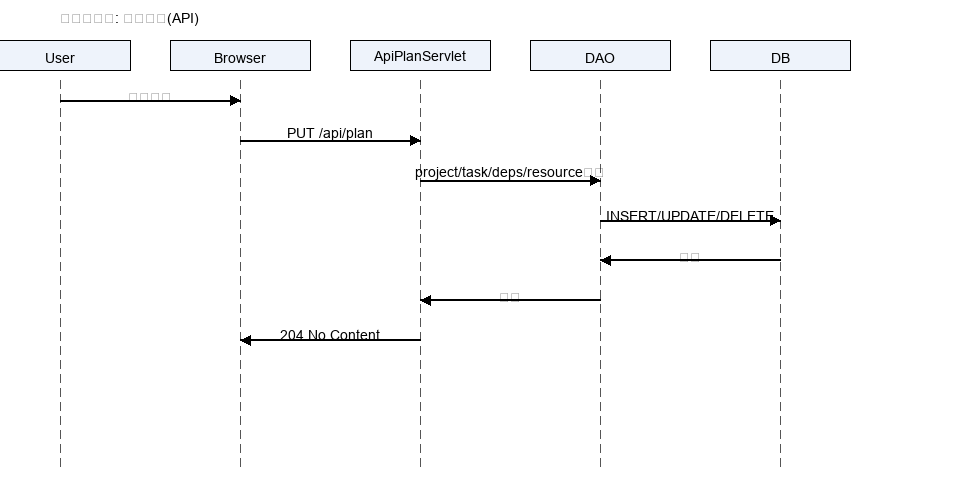 : (API)
User
Browser
ApiPlanServlet
DAO
DB
PUT /api/plan
project/task/deps/resource
INSERT/UPDATE/DELETE
204 No Content